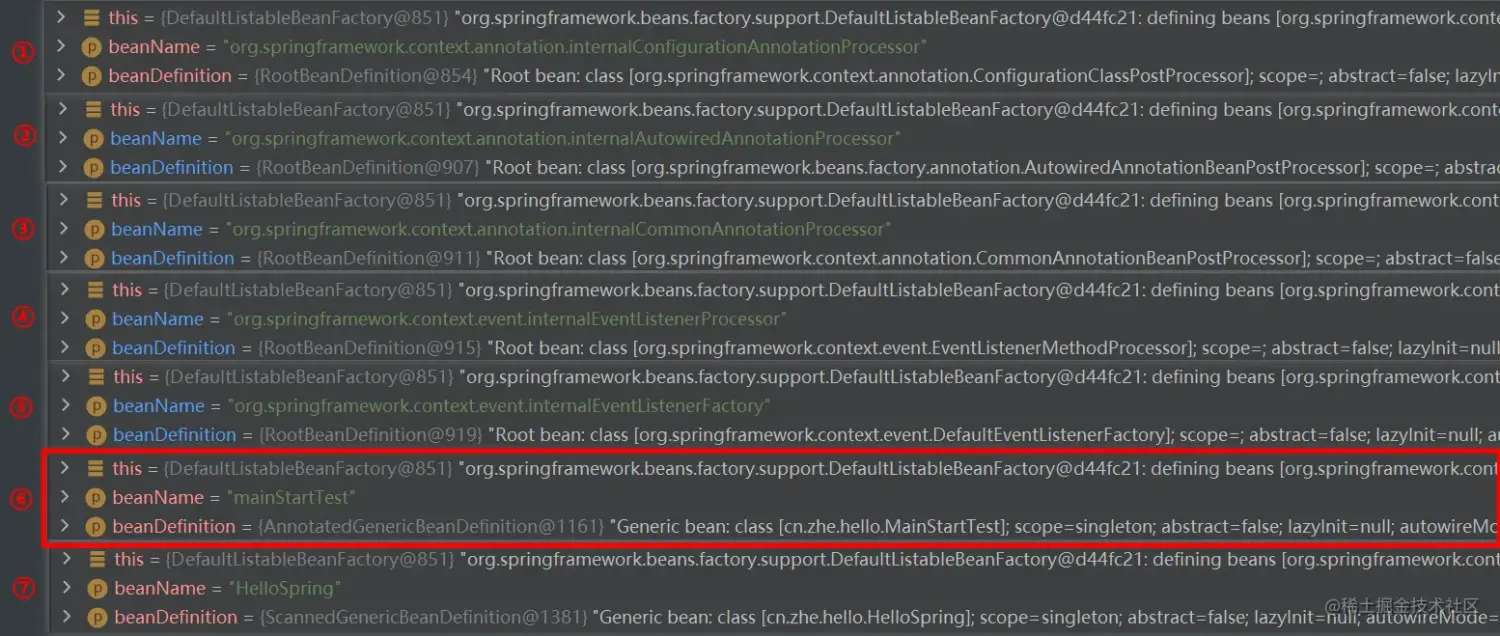 this = {DefaultListableBeanFactory@851} "org.springframework.beans.factory.support.DefaultListableBeanFactory@d44fc21: defining beans [org.springframework.conte
① beanName = "org.springframework.context.annotation.internalConfigurationAnnotationProcessor"
beanDefinition = {RootBeanDefinition@854} "Root bean: class [org.springframework.context.annotation.ConfigurationClassPostProcessor]; scope=; abstract=false; lazyIn
this = {DefaultListableBeanFactory@851} "org.springframework.beans.factory.support.DefaultListableBeanFactory@d44fc21: defining beans [org.springframework.con
② beanName = "org.springframework.context.annotation.internalAutowiredAnnotationProcessor"
beanDefinition = {RootBeanDefinition@907} "Root bean: class [org.springframework.beans.factory.annotation.AutowiredAnnotationBeanPostProcessor]; scope=; abstra
this = {DefaultListableBeanFactory@851} "org.springframework.beans.factory.support.DefaultListableBeanFactory@d44fc21: defining beans [org.springframework.cont
③ beanName = "org.springframework.context.annotation.internalCommonAnnotationProcessor"
beanDefinition = {RootBeanDefinition@911} "Root bean: class [org.springframework.context.annotation.CommonAnnotationBeanPostProcessor]; scope=; abstract=false
this = {DefaultListableBeanFactory@851} "org.springframework.beans.factory.support.DefaultListableBeanFactory@d44fc21: defining beans [org.springframework.cont
④ beanName = "org.springframework.context.event.internalEventListenerProcessor"
beanDefinition = {RootBeanDefinition@915} "Root bean: class [org.springframework.context.event.EventListenerMethodProcessor]; scope=; abstract=false; lazyInit=null
this = {DefaultListableBeanFactory@851} "org.springframework.beans.factory.support.DefaultListableBeanFactory@d44fc21: defining beans [org.springframework.cont
⑤ beanName = "org.springframework.context.event.internalEventListenerFactory"
beanDefinition = {RootBeanDefinition@919} "Root bean: class [org.springframework.context.event.DefaultEventListenerFactory]; scope=; abstract=false; lazyInit=null; a
this = {DefaultListableBeanFactory@851} "org.springframework.beans.factory.support.DefaultListableBeanFactory@d44fc21: defining beans [org.springframework.cont
⑥ beanName = "mainStartTest"
beanDefinition = {AnnotatedGenericBeanDefinition@1161} "Generic bean: class [cn.zhe.hello.MainStartTest]; scope=singleton; abstract=false; lazyInit=null; autowireMo
this = {DefaultListableBeanFactory@851} "org.springframework.beans.factory.support.DefaultListableBeanFactory@d44fc21: defining beans [org.springframework.cont
⑦ beanName = "HelloSpring"
beanDefinition = {ScannedGenericBeanDefinition@1381} "Generic bean: class [cn.zhe.hello.HelloSpring]; scope=singleton; abstract=false; lazyInit=null; autowireMode=
@稀土掘金技术社区